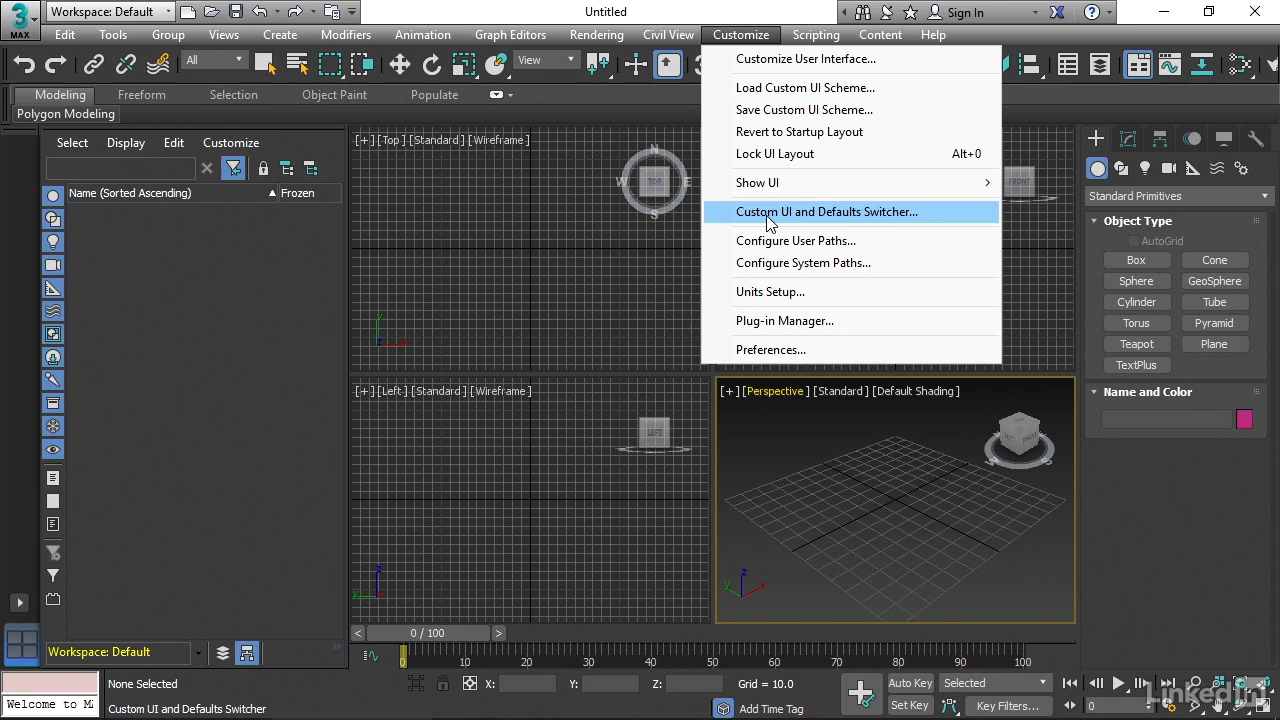 3
MAX
Workspace: Default
Untitled
Sign In
Edit Tools Group Views Create Modifiers Animation Graph Editors Rendering Civil View Customize Scripting Content Help
All
View
Modeling Freeform Selection Object Paint Populate
Polygon Modeling
Select Display Edit Customize
Name (Sorted Ascending) Frozen
[+] [Top] [Standard] [Wireframe]
N
W TOP E
S
FRONT
Customize User Interface...
Load Custom UI Scheme...
Save Custom UI Scheme...
Revert to Startup Layout
Lock UI Layout Alt+0
Show UI
Custom UI and Defaults Switcher...
Configure User Paths...
Configure System Paths...
Units Setup...
Plug-in Manager...
Preferences...
Standard Primitives
Object Type
AutoGrid
Box Cone
Sphere GeoSphere
Cylinder Tube
Torus Pyramid
Teapot Plane
TextPlus
Name and Color
[+] [Left] [Standard] [Wireframe]
LEFT
z
y
[+] [Perspective] [Standard] [Default Shading]
z
y x
0 / 100
0 10 20 30 40 50 60 70 80 90 100
Workspace: Default
None Selected
X: Y: Z: Grid = 10.0
Auto Key Selected
Set Key Key Filters...
0
Welcome to MA
Custom UI and Defaults Switcher
Add Time Tag
LinkedIn